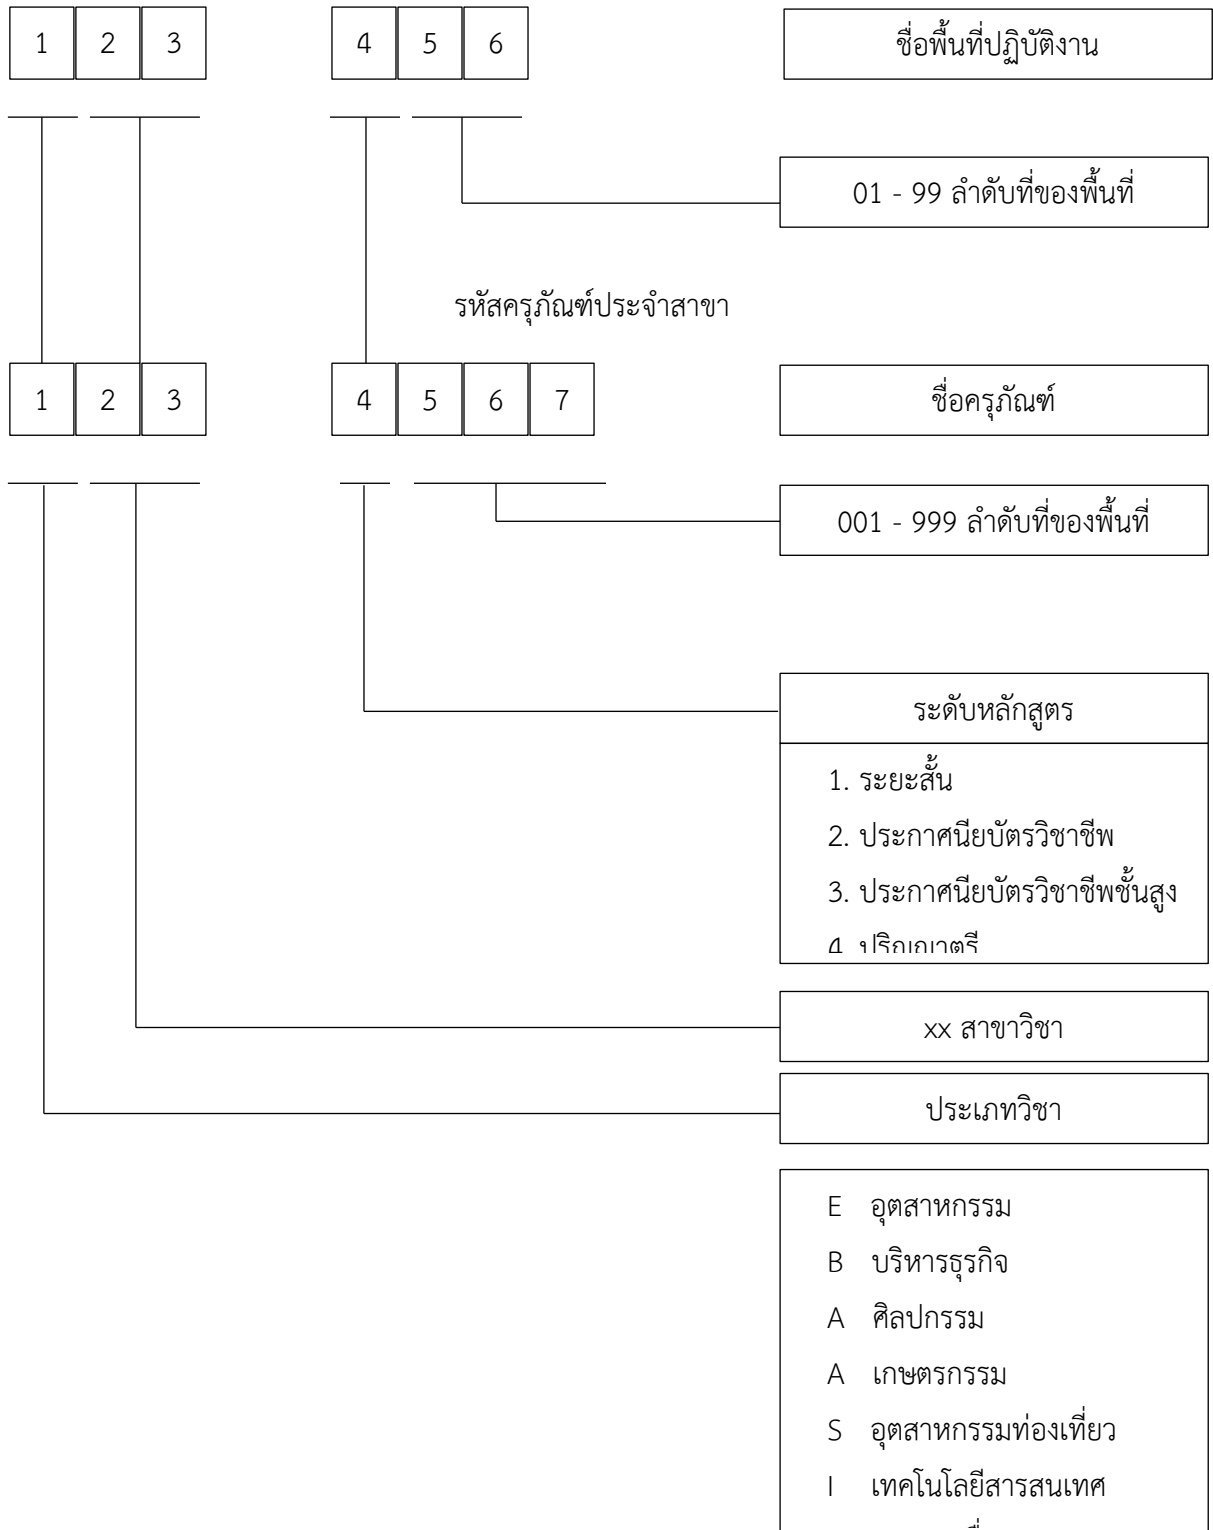 1 2 3 4 5 6 ชื่อพื้นที่ปฏิบัติงาน
01 - 99 ลำดับที่ของพื้นที่
รหัสครุภัณฑ์ประจำสาขา
1 2 3 4 5 6 7 ชื่อครุภัณฑ์
001 - 999 ลำดับที่ของพื้นที่
ระดับหลักสูตร
1. ระยะสั้น
2. ประกาศนียบัตรวิชาชีพ
3. ประกาศนียบัตรวิชาชีพชั้นสูง
4 ปริญญาตรี
xx สาขาวิชา
ประเภทวิชา
E อุตสาหกรรม
B บริหารธุรกิจ
A ศิลปกรรม
A เกษตรกรรม
S อุตสาหกรรมท่องเที่ยว
I เทคโนโลยีสารสนเทศ